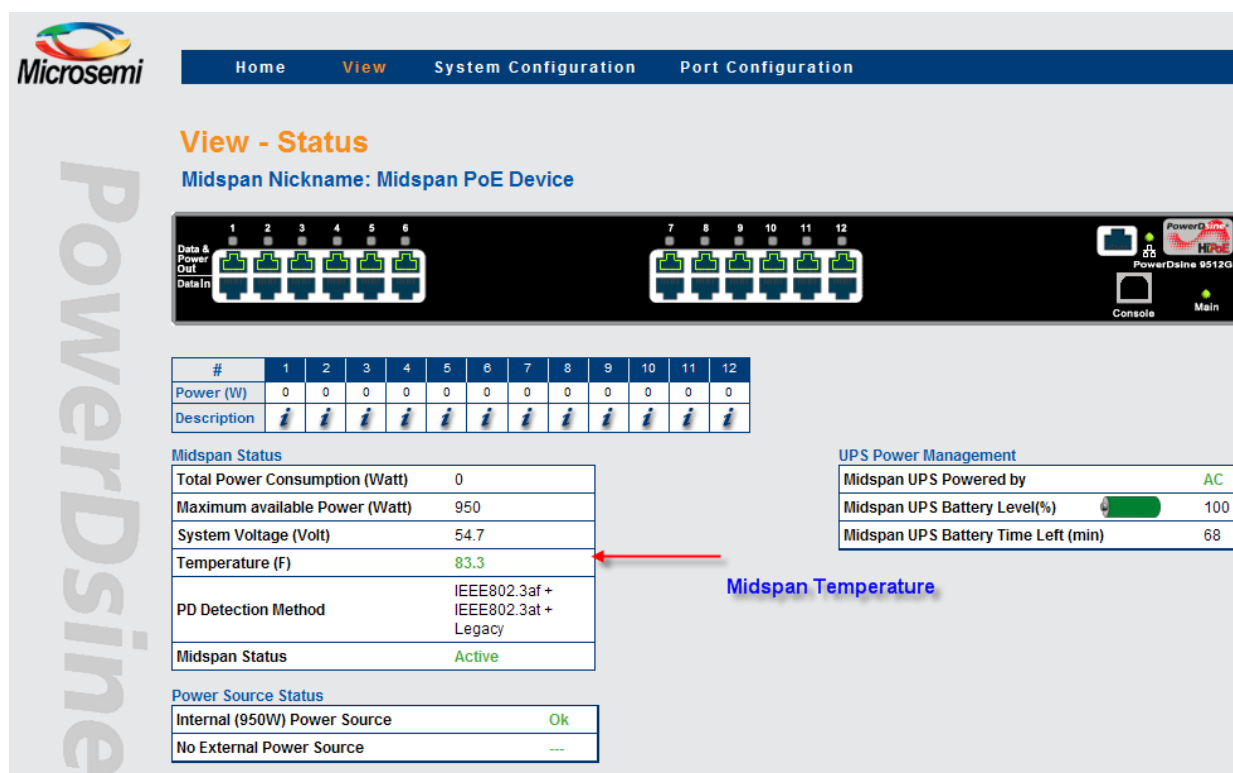 Microsemi
Home View System Configuration Port Configuration
PowerDsine
View - Status
Midspan Nickname: Midspan PoE Device
1 2 3 4 5 6 7 8 9 10 11 12
Data & Power Out
Data In
PowerDsine
HiPoE
PowerDsine 9512G
Console
Main
# 1 2 3 4 5 6 7 8 9 10 11 12
Power (W) 0 0 0 0 0 0 0 0 0 0 0 0
Description i i i i i i i i i i i i
Midspan Status
Total Power Consumption (Watt) 0
Maximum available Power (Watt) 950
System Voltage (Volt) 54.7
Temperature (F) 83.3
PD Detection Method IEEE802.3af +
IEEE802.3at +
Legacy
Midspan Status Active
UPS Power Management
Midspan UPS Powered by AC
Midspan UPS Battery Level(%) 100
Midspan UPS Battery Time Left (min) 68
Midspan Temperature
Power Source Status
Internal (950W) Power Source Ok
No External Power Source ---